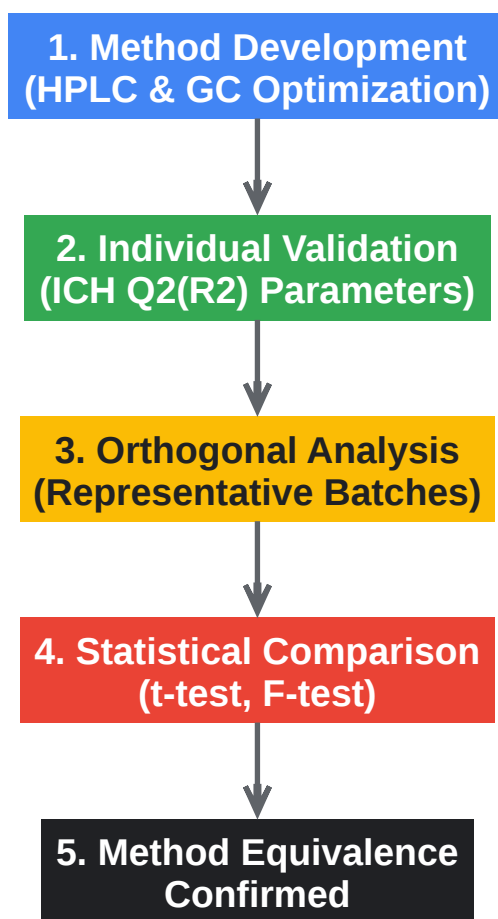 1. Method Development
(HPLC & GC Optimization)
2. Individual Validation
(ICH Q2(R2) Parameters)
3. Orthogonal Analysis
(Representative Batches)
4. Statistical Comparison
(t-test, F-test)
5. Method Equivalence
Confirmed